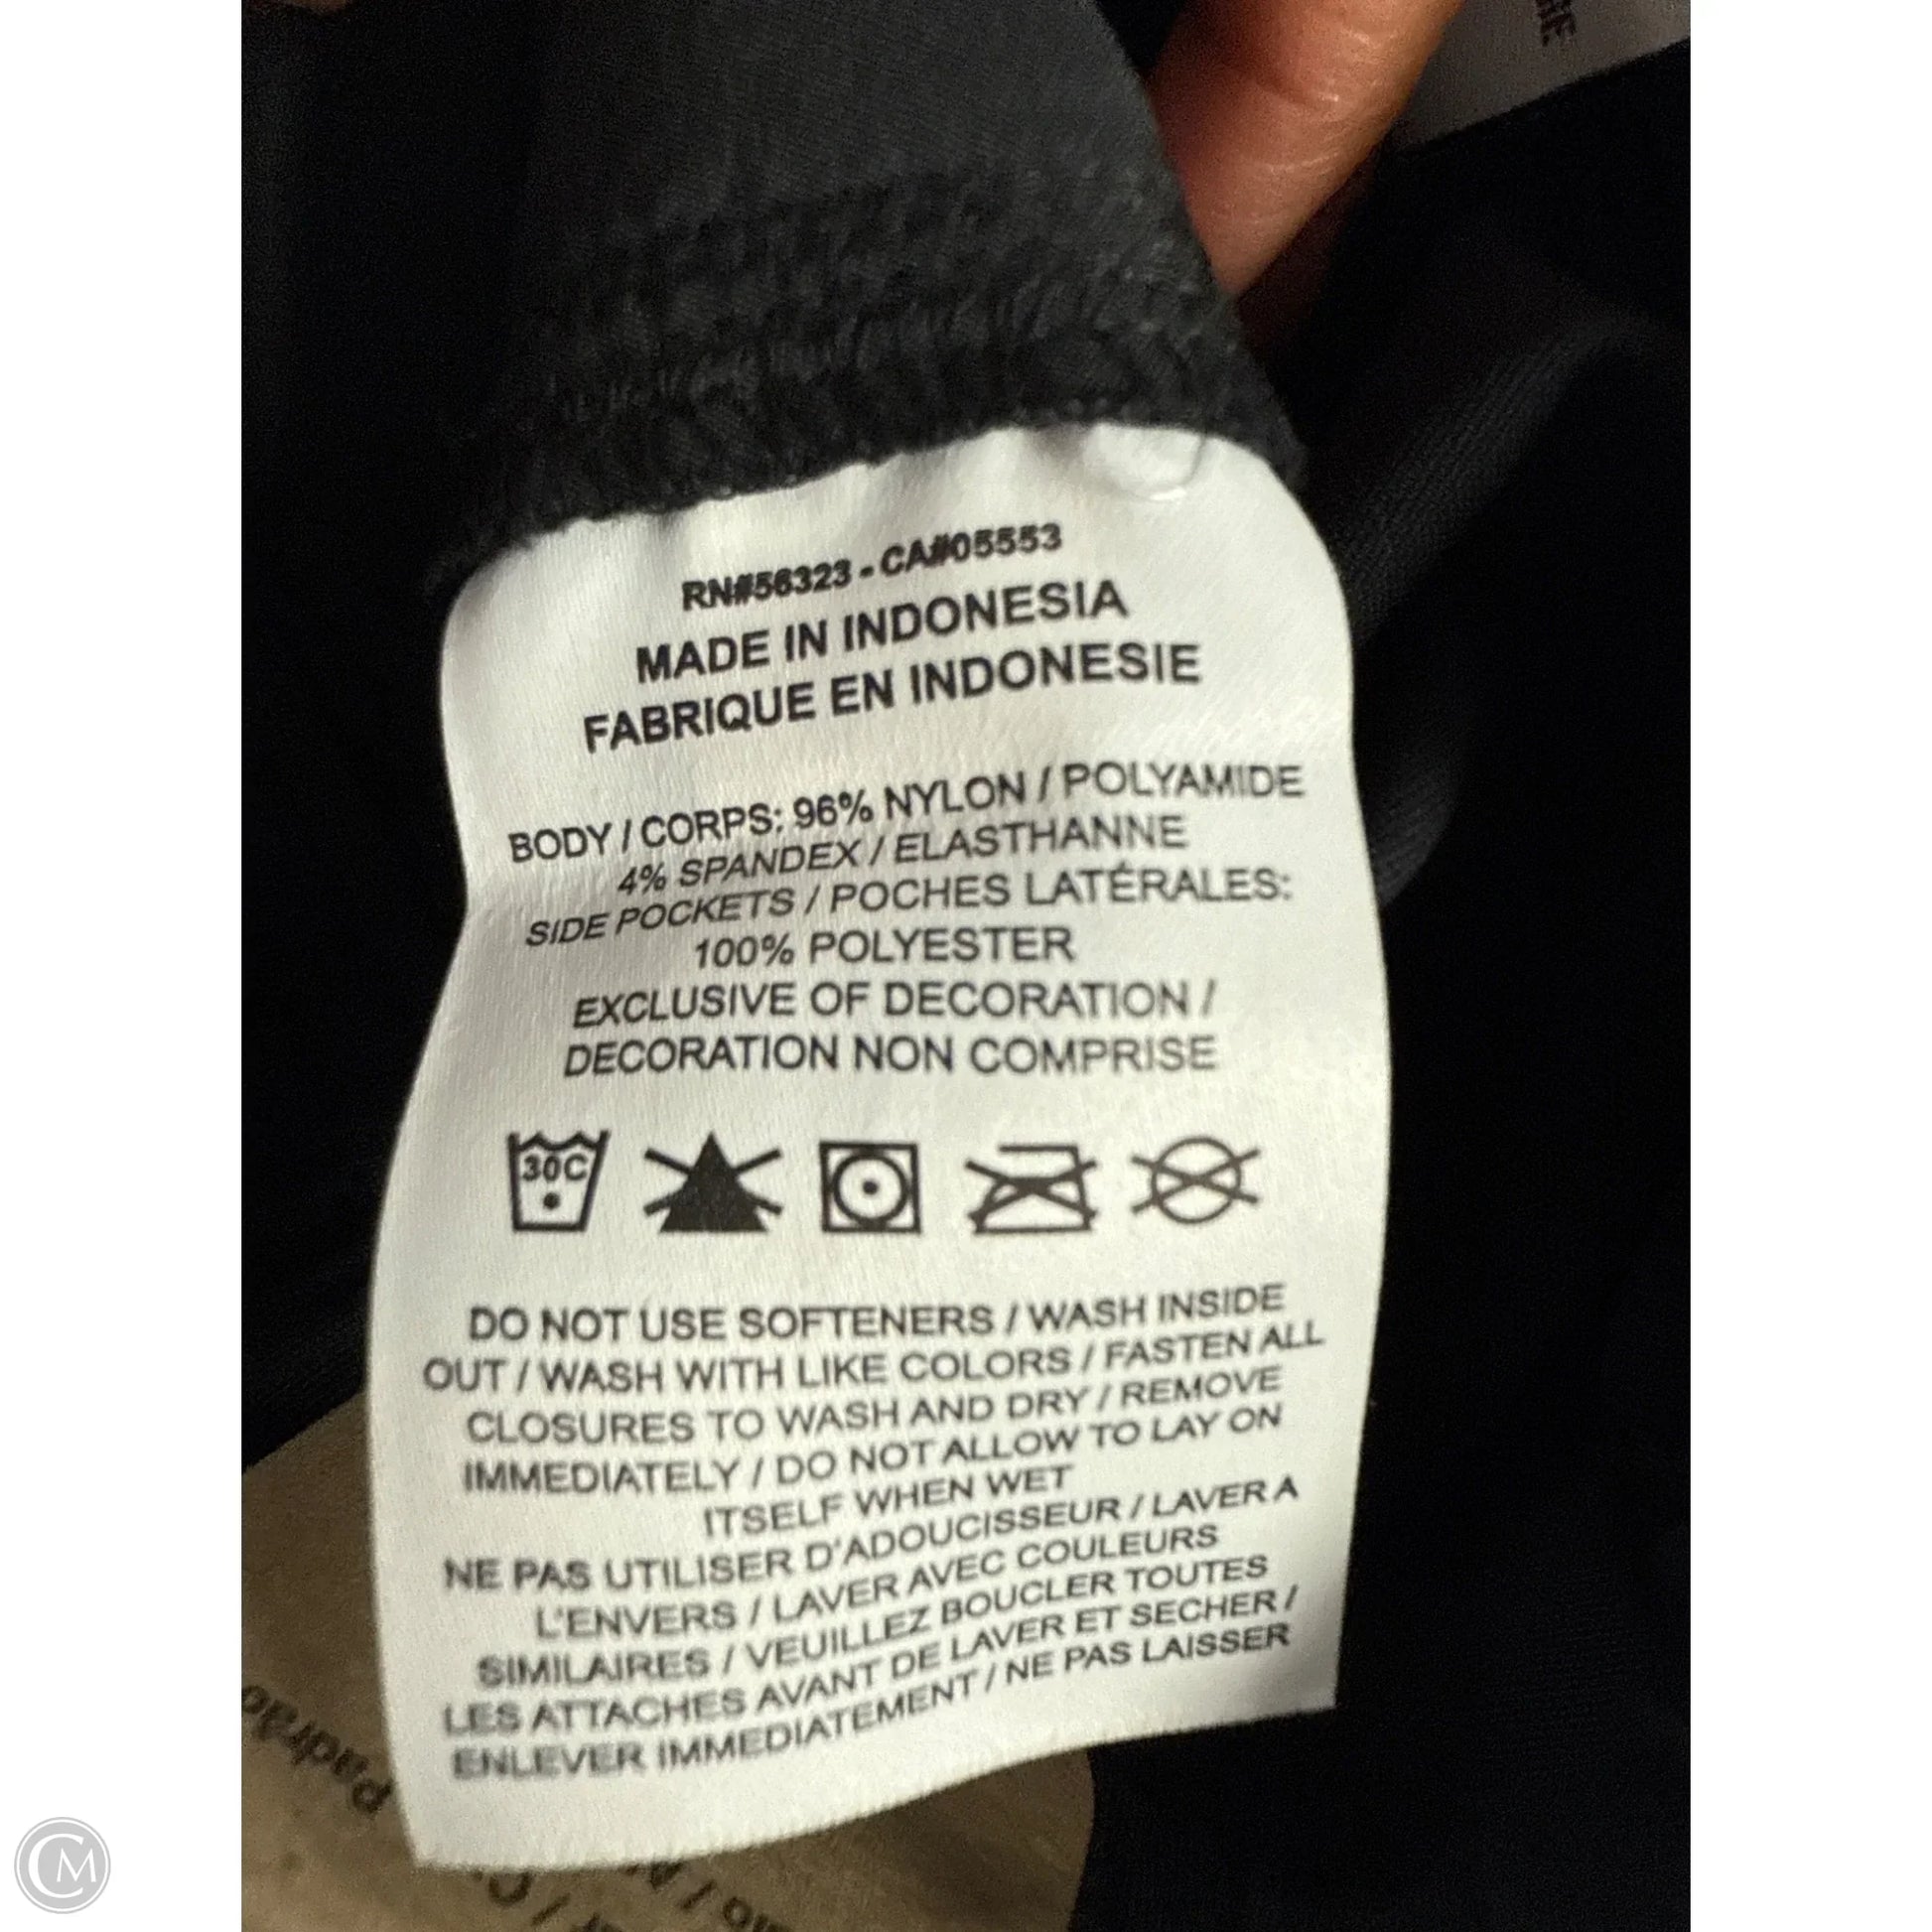 RN#56323 - CA#05553
MADE IN INDONESIA
FABRIQUE EN INDONESIE
BODY / CORPS: 96% NYLON / POLYAMIDE
4% SPANDEX / ELASTHANNE
SIDE POCKETS / POCHES LATÉRALES:
100% POLYESTER
EXCLUSIVE OF DECORATION /
DECORATION NON COMPRISE
30C
DO NOT USE SOFTENERS / WASH INSIDE
OUT / WASH WITH LIKE COLORS / FASTEN ALL
CLOSURES TO WASH AND DRY / REMOVE
IMMEDIATELY / DO NOT ALLOW TO LAY ON
ITSELF WHEN WET
NE PAS UTILISER D'ADOUCISSEUR / LAVER A
L'ENVERS / LAVER AVEC COULEURS
SIMILAIRES / VEUILLEZ BOUCLER TOUTES
LES ATTACHES AVANT DE LAVER ET SECHER /
ENLEVER IMMEDIATEMENT / NE PAS LAISSER
Padrão
CM